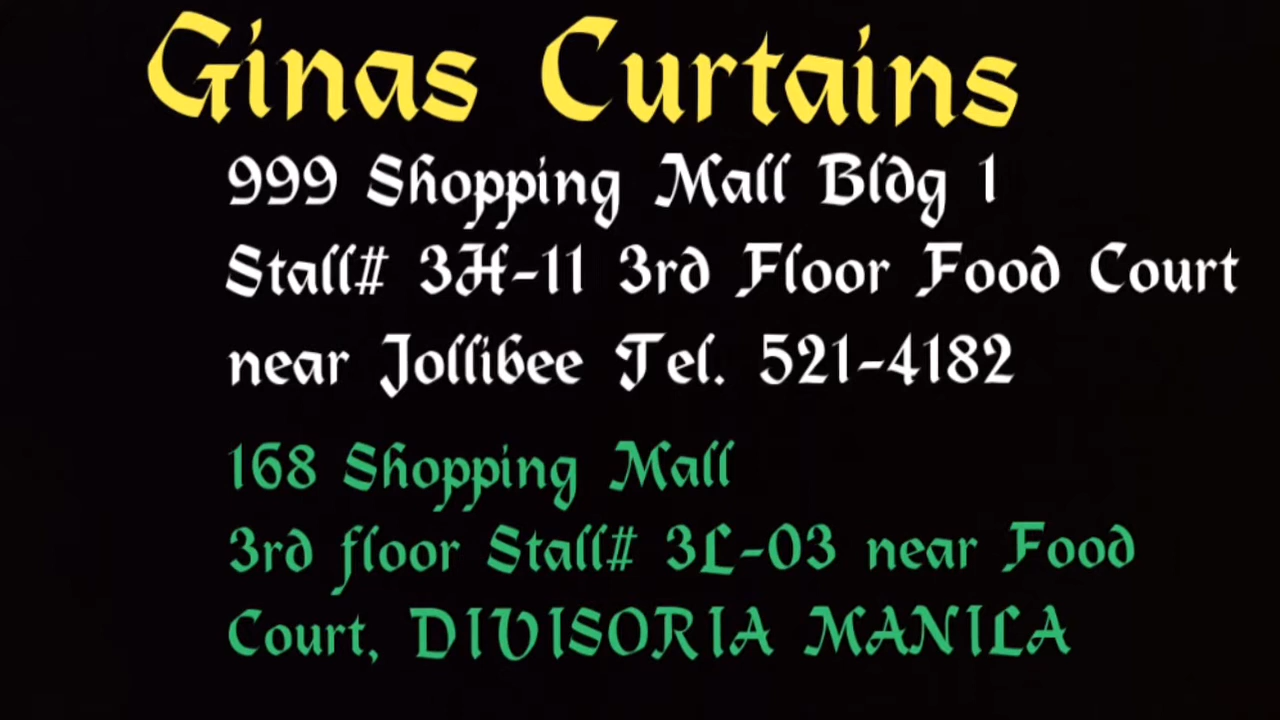 Ginas Curtains
999 Shopping Mall Bldg 1
Stall# 3H-11 3rd Floor Food Court
near Jollibee Tel. 521-4182
168 Shopping Mall
3rd floor Stall# 3L-03 near Food
Court, DIVISORIA MANILA